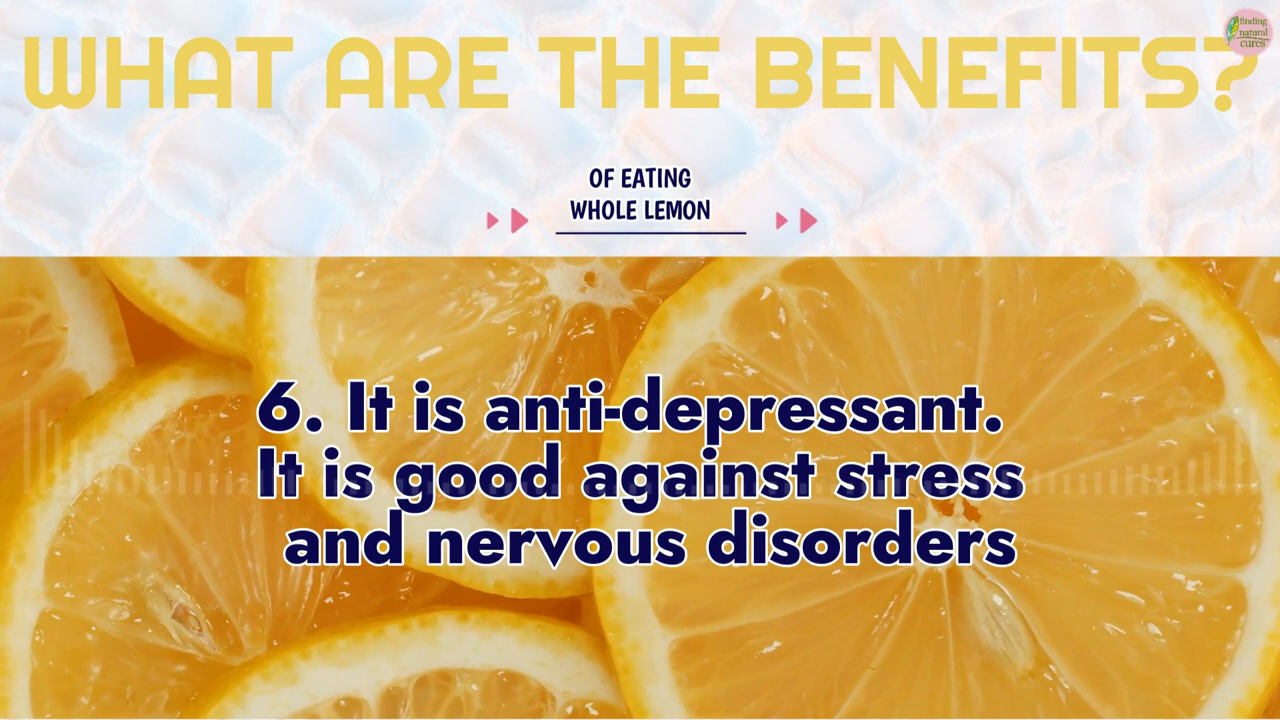 WHAT ARE THE BENEFITS?
finding
natural
cures
OF EATING
WHOLE LEMON
6. It is anti-depressant.
It is good against stress
and nervous disorders